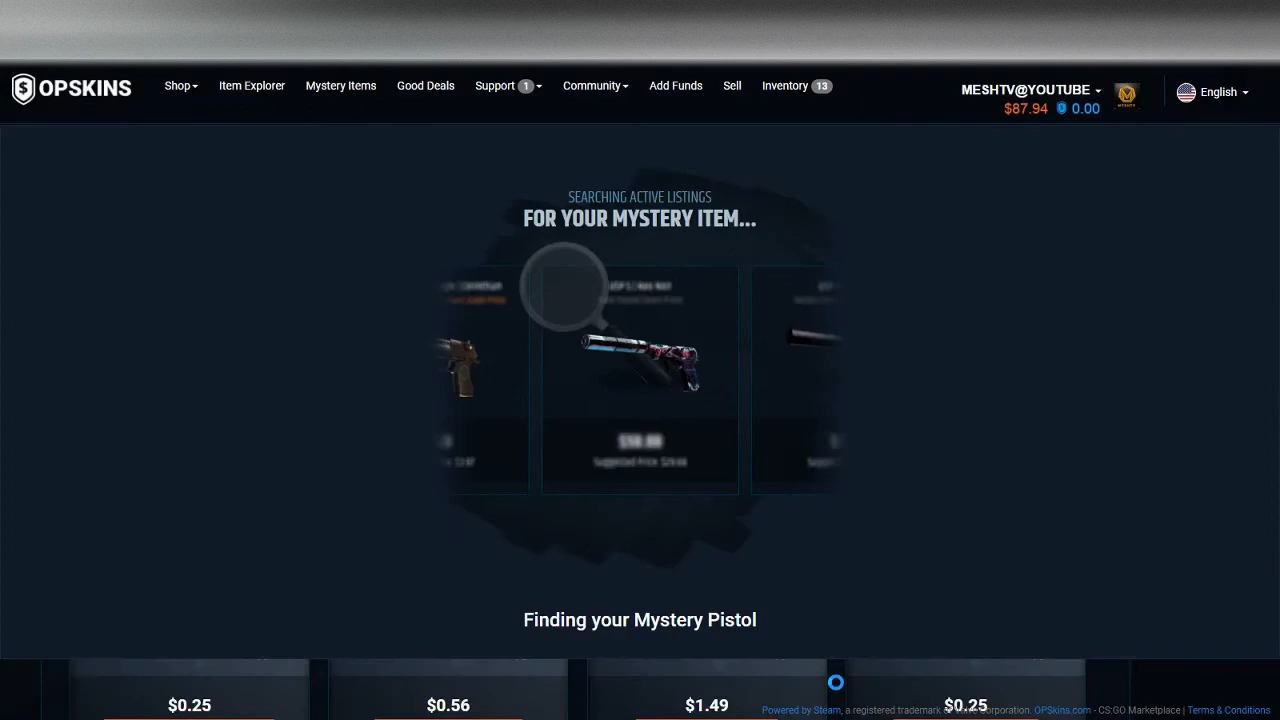 OPSKINS
Shop
Item Explorer
Mystery Items
Good Deals
Support 1
Community
Add Funds
Sell
Inventory 13
MESHTV@YOUTUBE
$87.94 0.00
English
SEARCHING ACTIVE LISTINGS
FOR YOUR MYSTERY ITEM...
Suggested Price
Finding your Mystery Pistol
$0.25
$0.56
$1.49
$0.25
Powered by Steam, a registered trademark of Valve Corporation. OPSkins.com - CS:GO Marketplace | Terms & Conditions